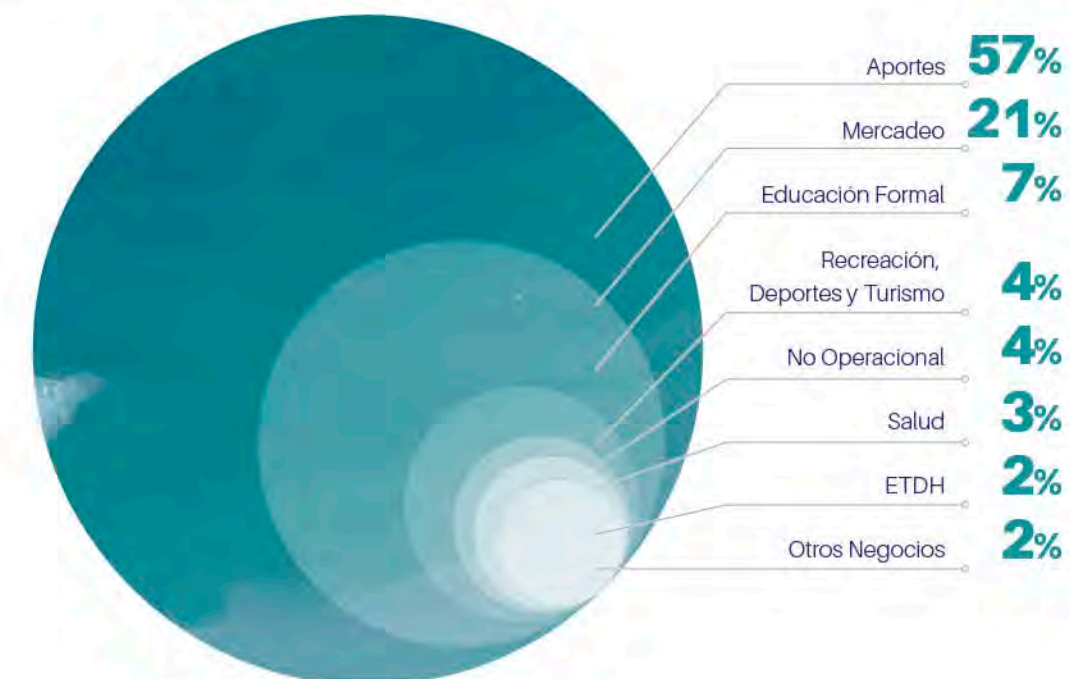 Aportes 57%
Mercadeo 21%
Educación Formal 7%
Recreación,
Deportes y Turismo 4%
No Operacional 4%
Salud 3%
ETDH 2%
Otros Negocios 2%